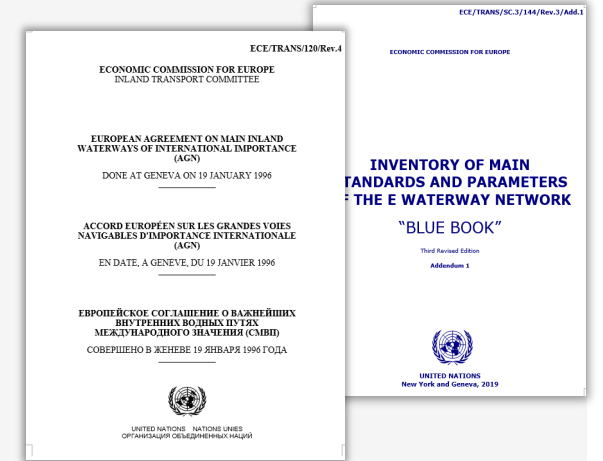 ECE/TRANS/120/Rev.4
ECONOMIC COMMISSION FOR EUROPE
INLAND TRANSPORT COMMITTEE
EUROPEAN AGREEMENT ON MAIN INLAND
WATERWAYS OF INTERNATIONAL IMPORTANCE
(AGN)
DONE AT GENEVA ON 19 JANUARY 1996
ACCORD EUROPÉEN SUR LES GRANDES VOIES
NAVIGABLES D'IMPORTANCE INTERNATIONALE
(AGN)
EN DATE, A GENEVE, DU 19 JANVIER 1996
ЕВРОПЕЙСКОЕ СОГЛАШЕНИЕ О ВАЖНЕЙШИХ
ВНУТРЕННИХ ВОДНЫХ ПУТЯХ
МЕЖДУНАРОДНОГО ЗНАЧЕНИЯ (СМВП)
СОВЕРШЕНО В ЖЕНЕВЕ 19 ЯНВАРЯ 1996 ГОДА
UNITED NATIONS NATIONS UNIES
ОРГАНИЗАЦИЯ ОБЪЕДИНЕННЫХ НАЦИЙ
ECE/TRANS/SC.3/144/Rev.3/Add.1
ECONOMIC COMMISSION FOR EUROPE
INVENTORY OF MAIN
TANDARDS AND PARAMETERS
F THE E WATERWAY NETWORK
“BLUE BOOK”
Third Revised Edition
Addendum 1
UNITED NATIONS
New York and Geneva, 2019